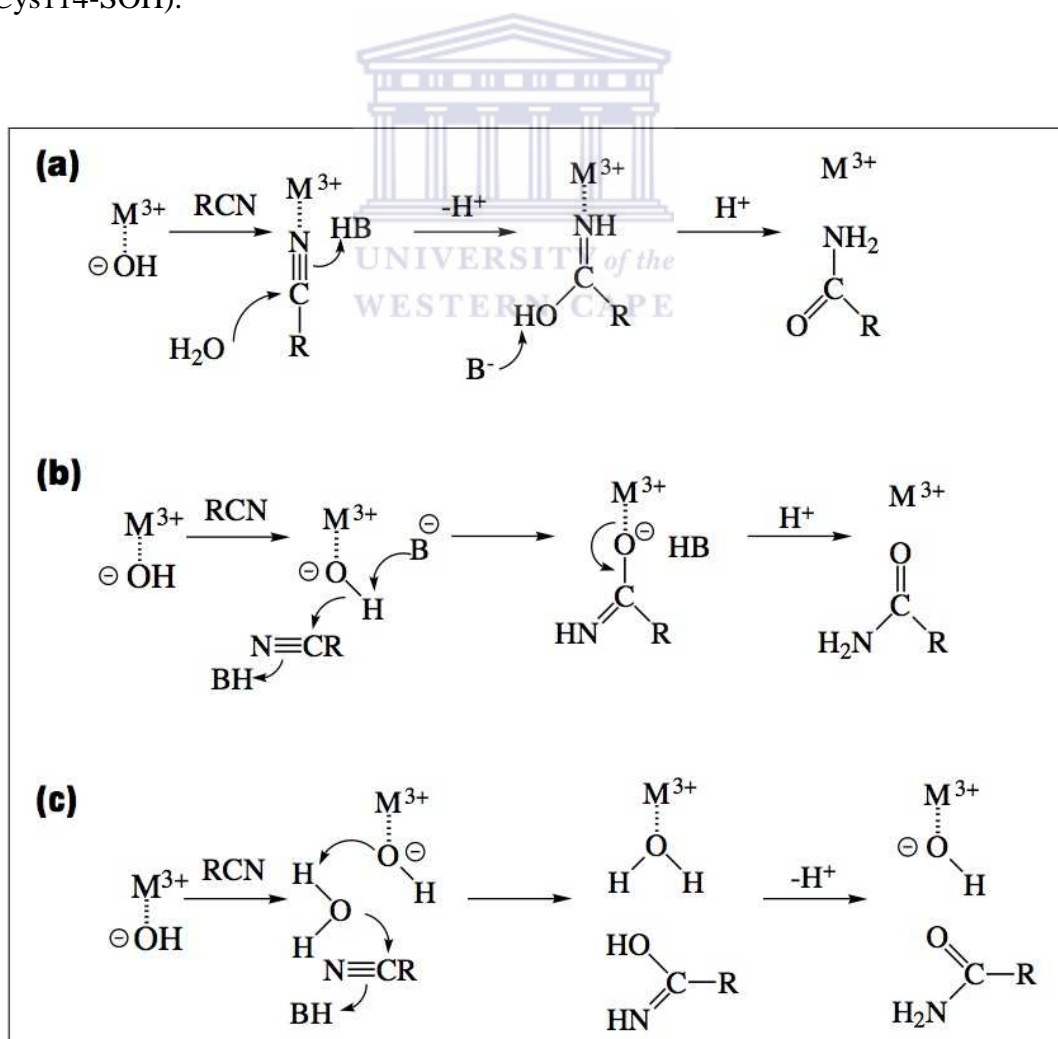 Cys114-SOH).
(a)
M3+
⊖OH
RCN
M3+
N
HB
C
R
H2O
-H+
M3+
NH
C
HO
R
B-
H+
M3+
NH2
C
O
R
UNIVERSITY of the
WESTERN CAPE
(b)
M3+
⊖OH
RCN
M3+
⊖O
H
B⊖
N≡CR
BH
M3+
O⊖
HB
C
HN
R
H+
M3+
O
C
H2N
R
(c)
M3+
⊖OH
RCN
M3+
O⊖
H
H
O
H
N≡CR
BH
M3+
O
H
H
HO
C–R
HN
-H+
M3+
⊖O
H
O
C–R
H2N